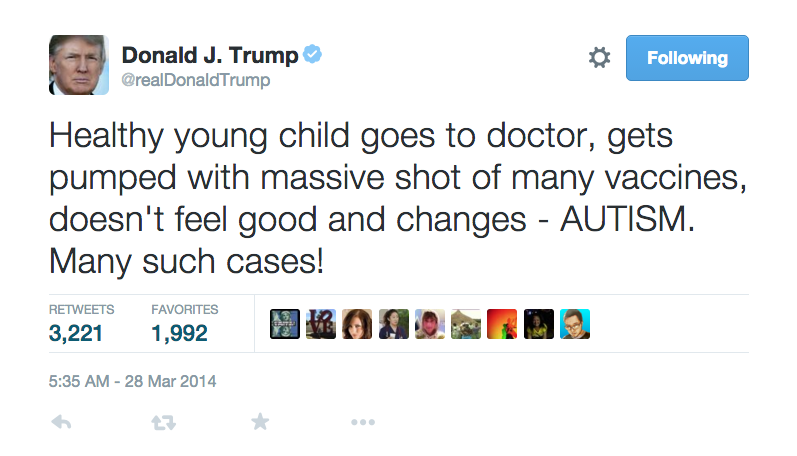 Donald J. Trump
@realDonaldTrump
Following
Healthy young child goes to doctor, gets
pumped with massive shot of many vaccines,
doesn't feel good and changes - AUTISM.
Many such cases!
RETWEETS FAVORITES
3,221 1,992
5:35 AM - 28 Mar 2014